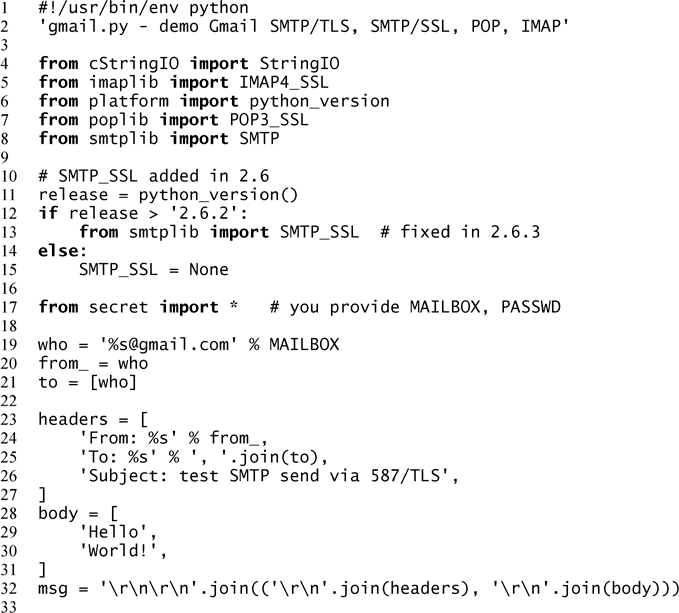 1 #!/usr/bin/env python
2 'gmail.py - demo Gmail SMTP/TLS, SMTP/SSL, POP, IMAP'
3
4 from cStringIO import StringIO
5 from imaplib import IMAP4_SSL
6 from platform import python_version
7 from poplib import POP3_SSL
8 from smtplib import SMTP
9
10 # SMTP_SSL added in 2.6
11 release = python_version()
12 if release > '2.6.2':
13     from smtplib import SMTP_SSL  # fixed in 2.6.3
14 else:
15     SMTP_SSL = None
16
17 from secret import *   # you provide MAILBOX, PASSWD
18
19 who = '%s@gmail.com' % MAILBOX
20 from_ = who
21 to = [who]
22
23 headers = [
24     'From: %s' % from_,
25     'To: %s' % ', '.join(to),
26     'Subject: test SMTP send via 587/TLS',
27 ]
28 body = [
29     'Hello',
30     'World!',
31 ]
32 msg = '\r\n\r\n'.join(('\r\n'.join(headers), '\r\n'.join(body)))
33